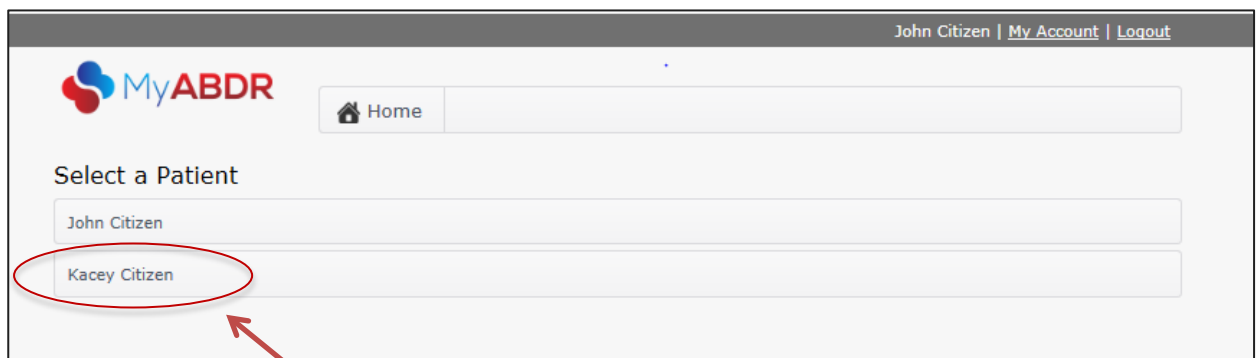 John Citizen | My Account | Logout
MyABDR
Home
Select a Patient
John Citizen
Kacey Citizen